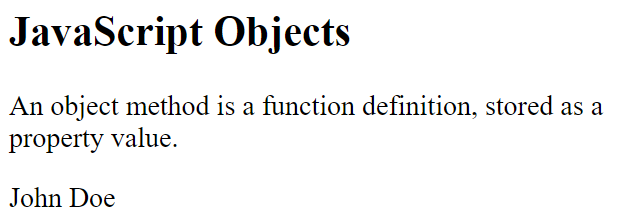 JavaScript Objects
An object method is a function definition, stored as a
property value.
John Doe